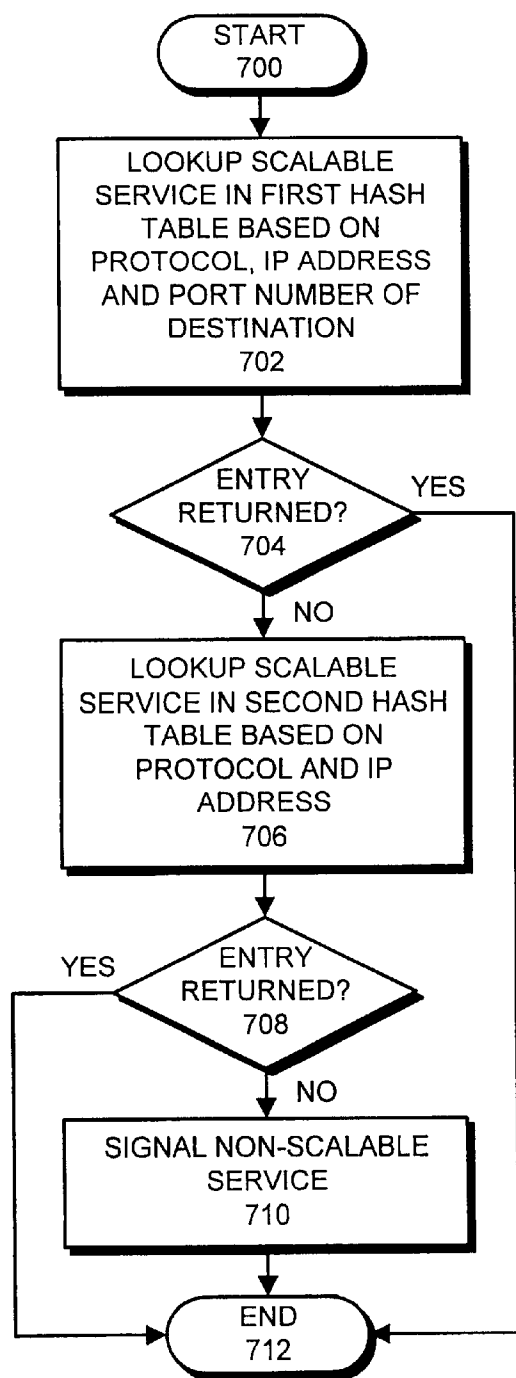 START
700
LOOKUP SCALABLE
SERVICE IN FIRST HASH
TABLE BASED ON
PROTOCOL, IP ADDRESS
AND PORT NUMBER OF
DESTINATION
702
ENTRY
RETURNED?
704
YES
NO
LOOKUP SCALABLE
SERVICE IN SECOND HASH
TABLE BASED ON
PROTOCOL AND IP
ADDRESS
706
YES
ENTRY
RETURNED?
708
NO
SIGNAL NON-SCALABLE
SERVICE
710
END
712